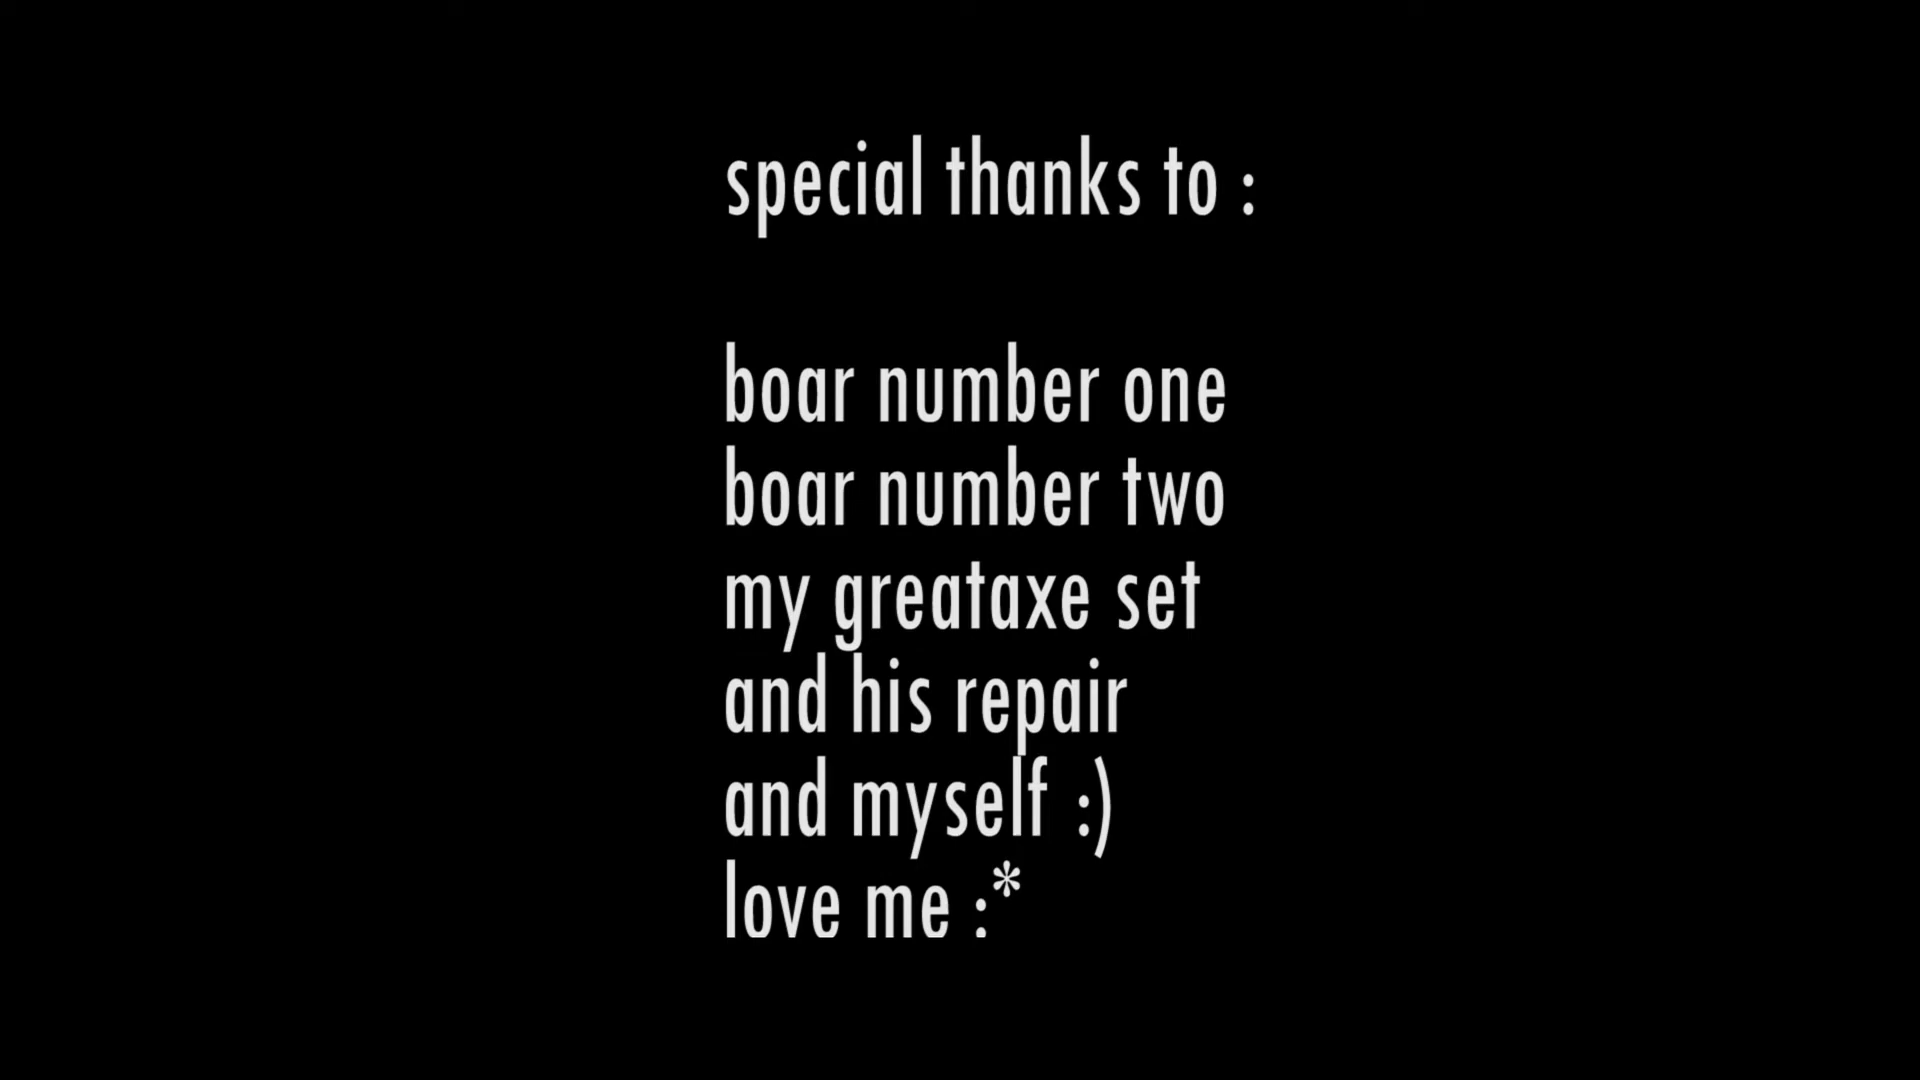 special thanks to :
boar number one
boar number two
my greataxe set
and his repair
and myself :)
love me :*